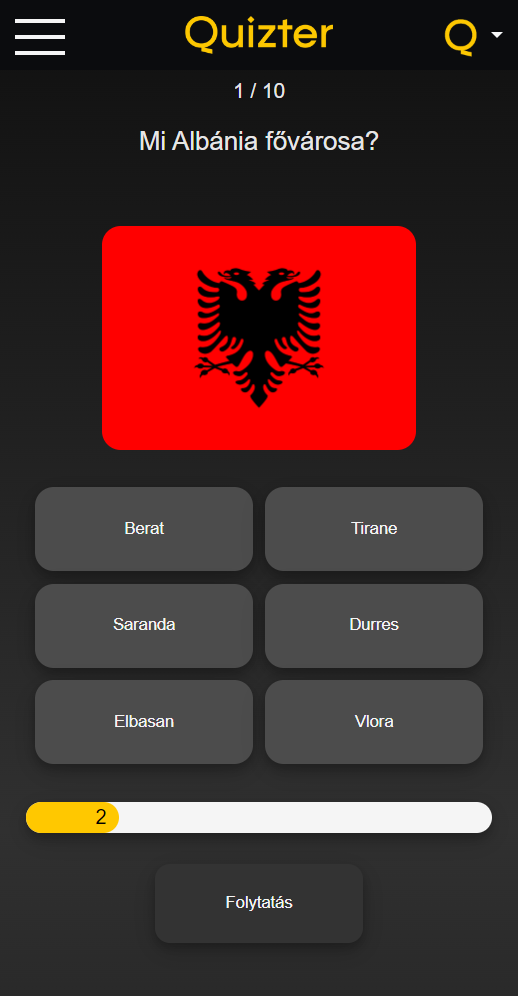 Quizter
Q
1 / 10
Mi Albánia fővárosa?
Berat
Tirane
Saranda
Durres
Elbasan
Vlora
2
Folytatás